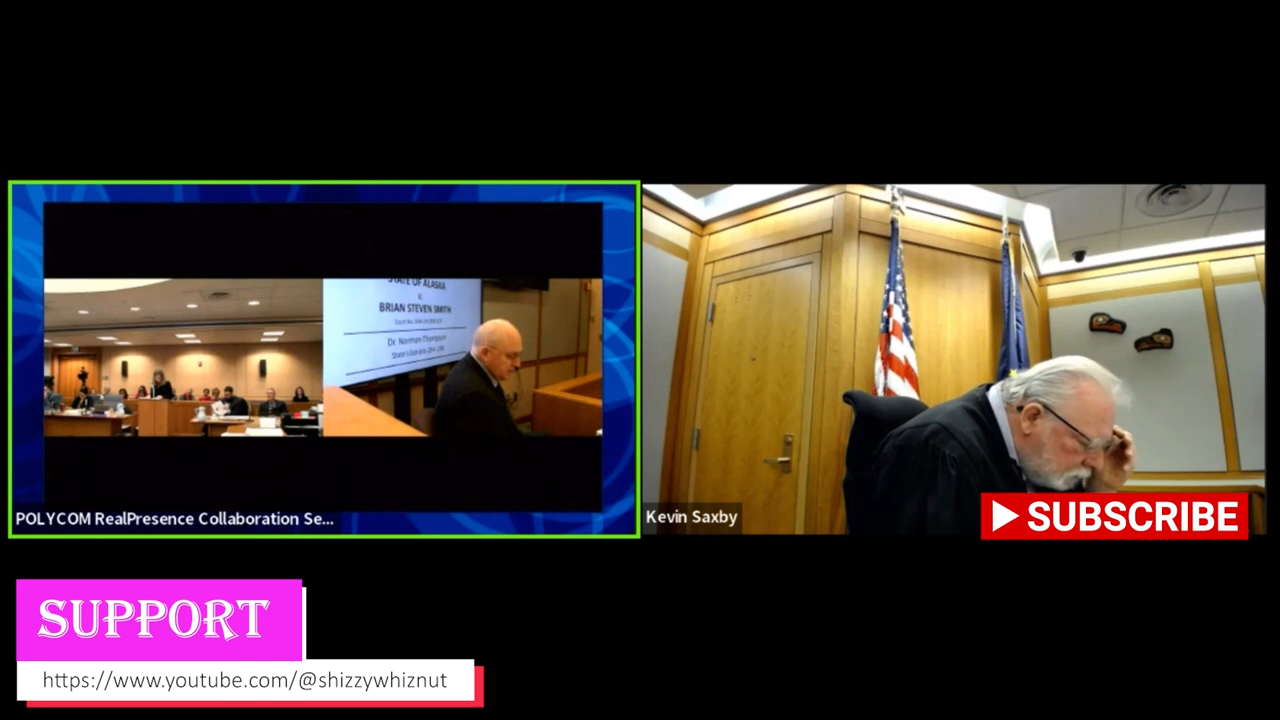 STATE OF ALASKA
BRIAN STEVEN SMITH
Dr. Norman Thompson
POLYCOM RealPresence Collaboration Se...
Kevin Saxby
SUBSCRIBE
SUPPORT
https://www.youtube.com/@shizzywhiznut